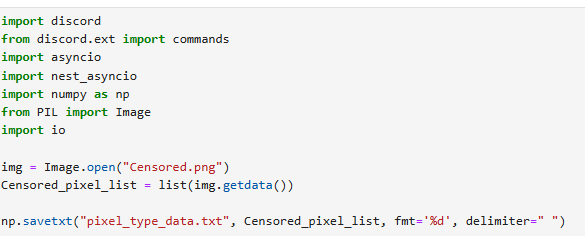 import discord
from discord.ext import commands
import asyncio
import nest_asyncio
import numpy as np
from PIL import Image
import io
img = Image.open("Censored.png")
Censored_pixel_list = list(img.getdata())
np.savetxt("pixel_type_data.txt", Censored_pixel_list, fmt='%d', delimiter=" ")